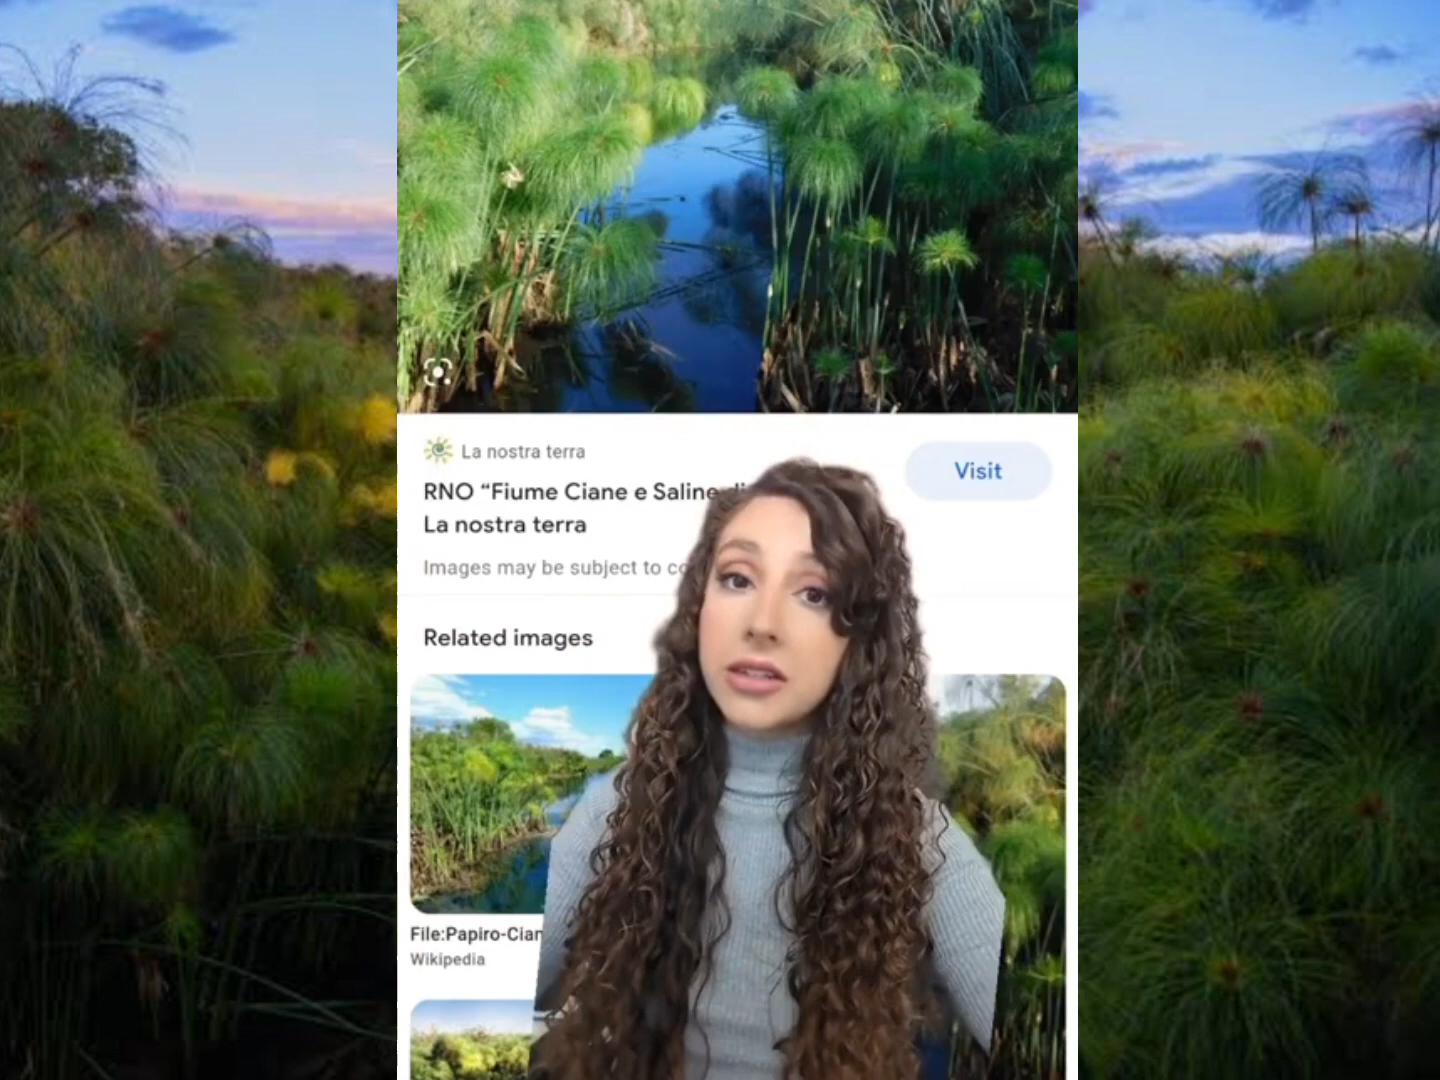 La nostra terra
Visit
RNO “Fiume Ciane e Saline
La nostra terra
Images may be subject to
Related images
File:Papiro-Cian
Wikipedia